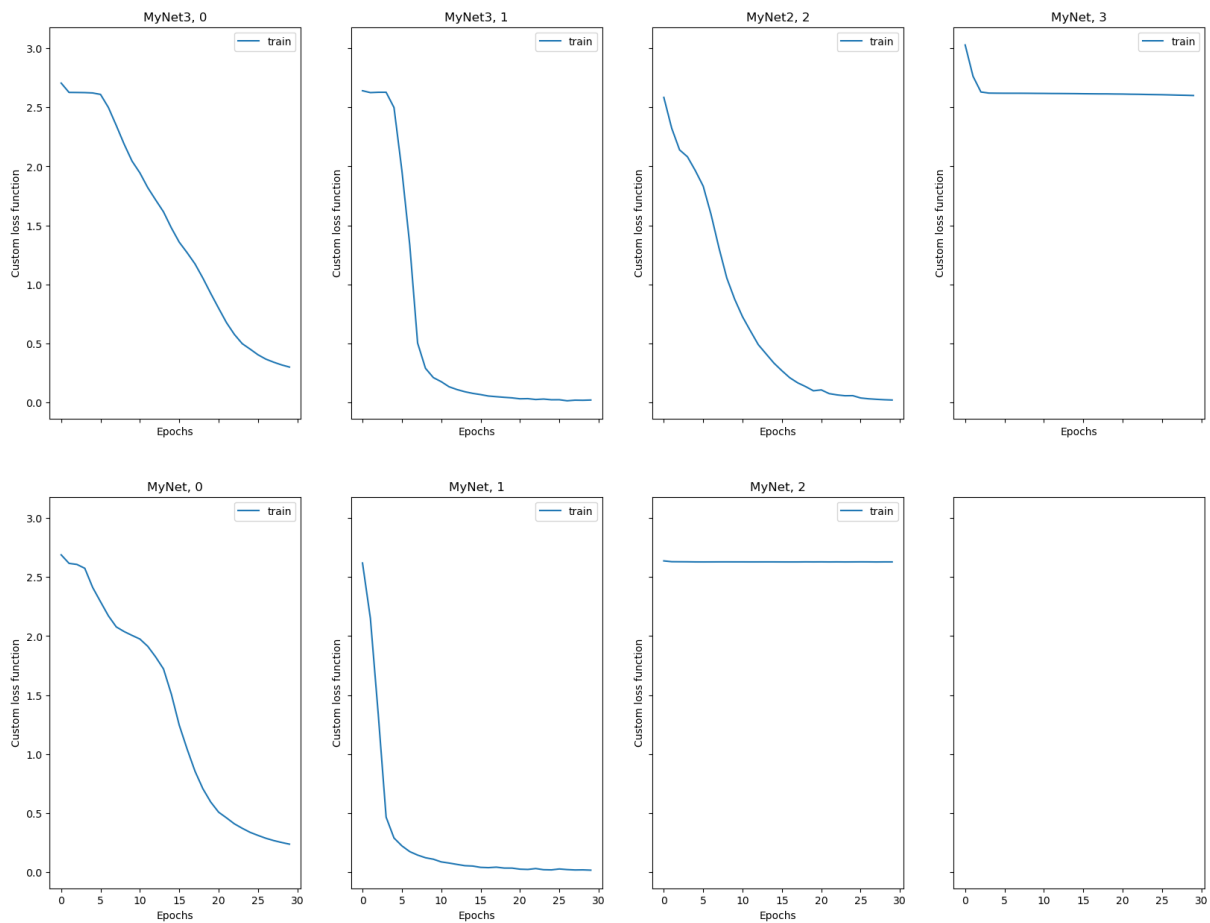 MyNet3, 0
MyNet3, 1
MyNet2, 2
MyNet, 3
train
train
train
train
3.0
2.5
2.0
1.5
1.0
0.5
0.0
Custom loss function
Custom loss function
Custom loss function
Custom loss function
Epochs
Epochs
Epochs
Epochs
MyNet, 0
MyNet, 1
MyNet, 2
train
train
train
3.0
2.5
2.0
1.5
1.0
0.5
0.0
Custom loss function
Custom loss function
Custom loss function
0 5 10 15 20 25 30
0 5 10 15 20 25 30
0 5 10 15 20 25 30
0 5 10 15 20 25 30
Epochs
Epochs
Epochs